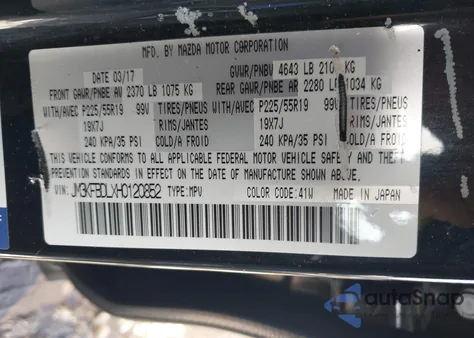 MFD. BY MAZDA MOTOR CORPORATION
DATE 03/17 GVWR/PNBV 4643 LB 210 KG
FRONT GAWR/PNBE AV 2370 LB 1075 KG REAR GAWR/PNBE AR 2280 LB 1034 KG
WITH/AVEC P225/55R19 99V TIRES/PNEUS WITH/AVEC P225/55R19 99V TIRES/PNEUS
19X7J RIMS/JANTES 19X7J RIMS/JANTES
240 KPA/35 PSI COLD/A FROID 240 KPA/35 PSI COLD/A FROID
THIS VEHICLE CONFORMS TO ALL APPLICABLE FEDERAL MOTOR VEHICLE SAFETY AND THEFT
PREVENTION STANDARDS IN EFFECT ON THE DATE OF MANUFACTURE SHOWN ABOVE.
VIN: JM3KFBDLXH0120852 TYPE: MPV COLOR CODE: 41W MADE IN JAPAN
autoSnap